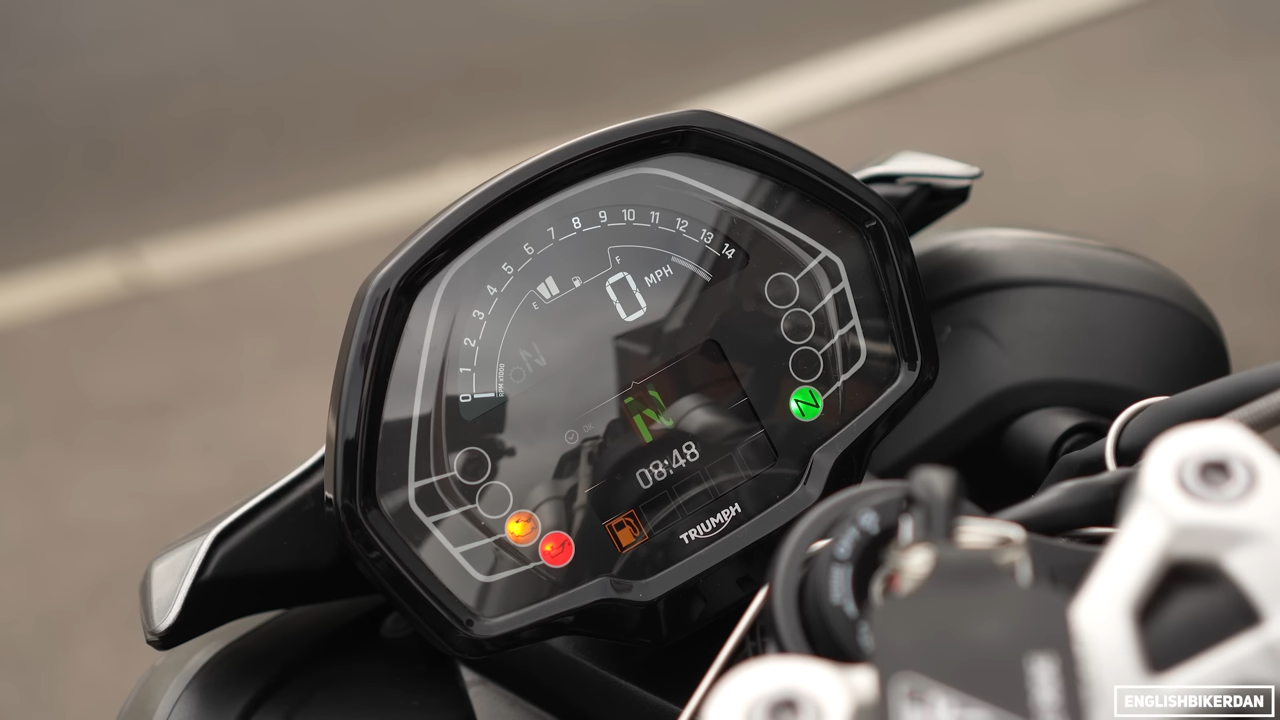 0 1 2 3 4 5 6 7 8 9 10 11 12 13 14
RPM X1000
E
F
0 MPH
N
N
OK
08:48
TRIUMPH
ENGLISHBIKERDAN